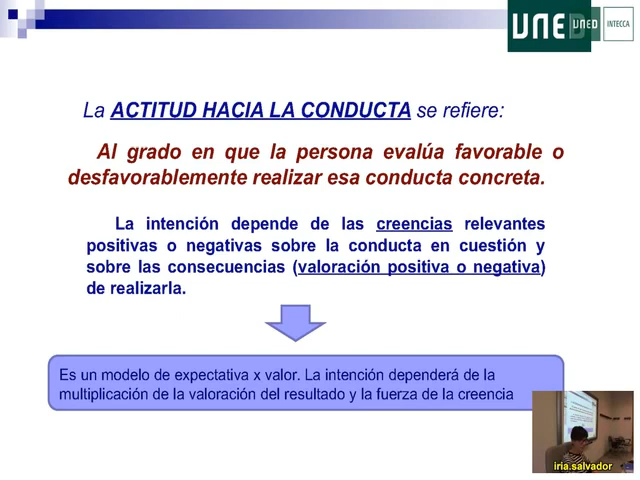 UNED
UNED
INTECCA
La ACTITUD HACIA LA CONDUCTA se refiere:
Al grado en que la persona evalúa favorable o
desfavorablemente realizar esa conducta concreta.
La intención depende de las creencias relevantes
positivas o negativas sobre la conducta en cuestión y
sobre las consecuencias (valoración positiva o negativa)
de realizarla.
Es un modelo de expectativa x valor. La intención dependerá de la
multiplicación de la valoración del resultado y la fuerza de la creencia
iria.salvador